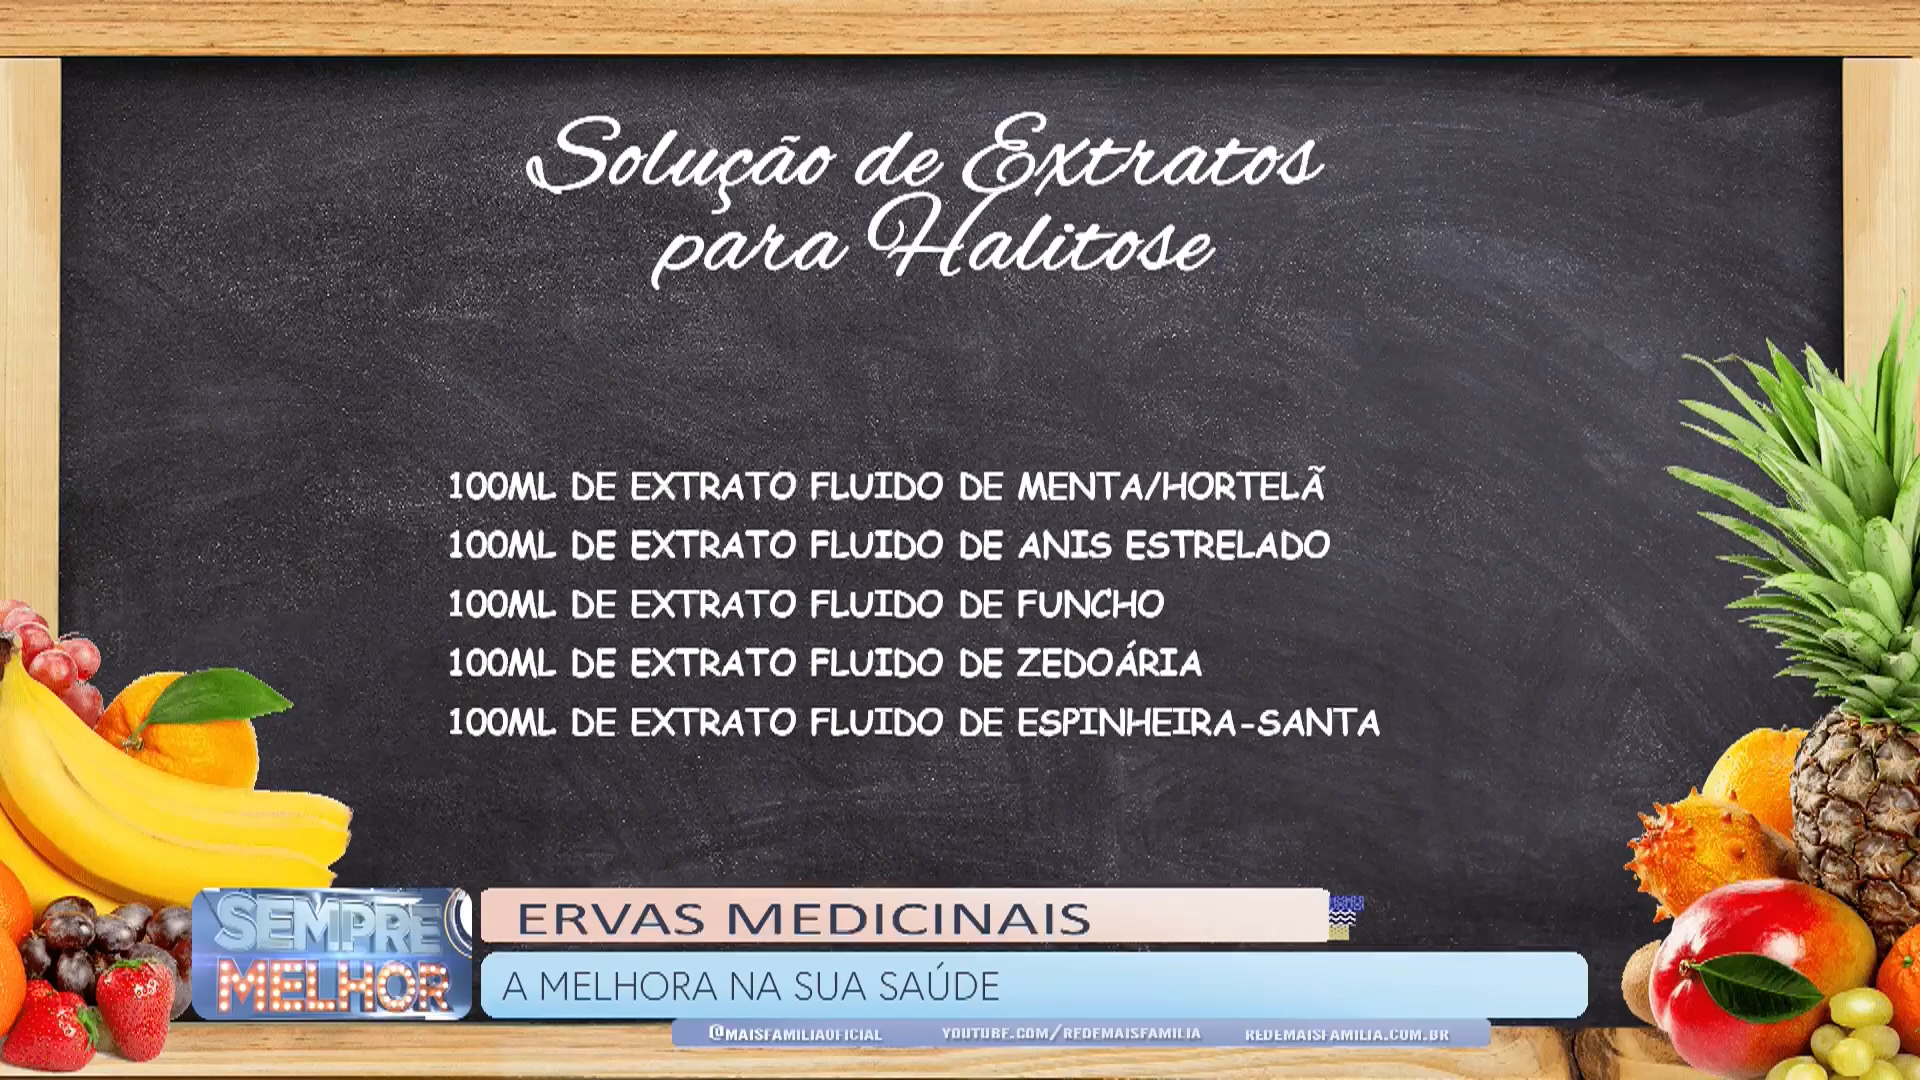 Solução de Extratos
para Halitose
100ML DE EXTRATO FLUIDO DE MENTA/HORTELÃ
100ML DE EXTRATO FLUIDO DE ANIS ESTRELADO
100ML DE EXTRATO FLUIDO DE FUNCHO
100ML DE EXTRATO FLUIDO DE ZEDOÁRIA
100ML DE EXTRATO FLUIDO DE ESPINHEIRA-SANTA
SEMPRE
MELHOR
ERVAS MEDICINAIS
A MELHORA NA SUA SAÚDE
@MAISFAMILIAOFICIAL YOUTUBE.COM/REDEMAISFAMILIA REDEMAISFAMILIA.COM.BR